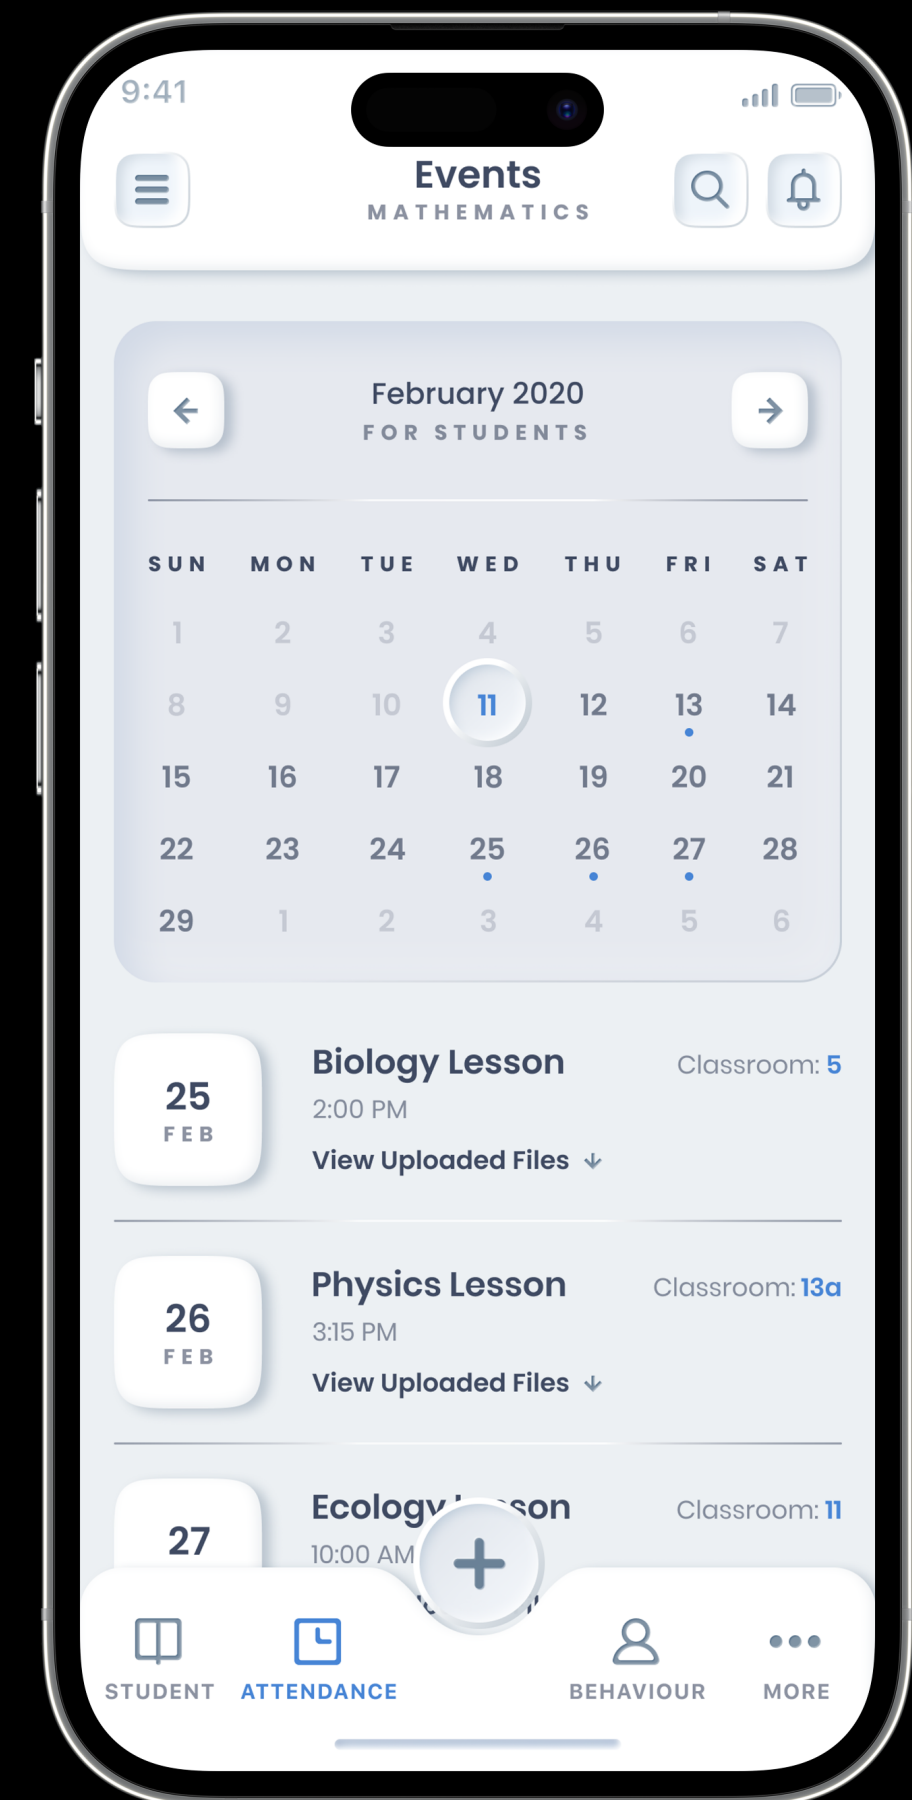 9:41
Events
MATHEMATICS
February 2020
FOR STUDENTS
SUN MON TUE WED THU FRI SAT
1 2 3 4 5 6 7
8 9 10 11 12 13 14
15 16 17 18 19 20 21
22 23 24 25 26 27 28
29 1 2 3 4 5 6
25
FEB
Biology Lesson
Classroom: 5
2:00 PM
View Uploaded Files
26
FEB
Physics Lesson
Classroom: 13a
3:15 PM
View Uploaded Files
27
Ecology Lesson
Classroom: 11
10:00 AM
STUDENT ATTENDANCE BEHAVIOUR MORE